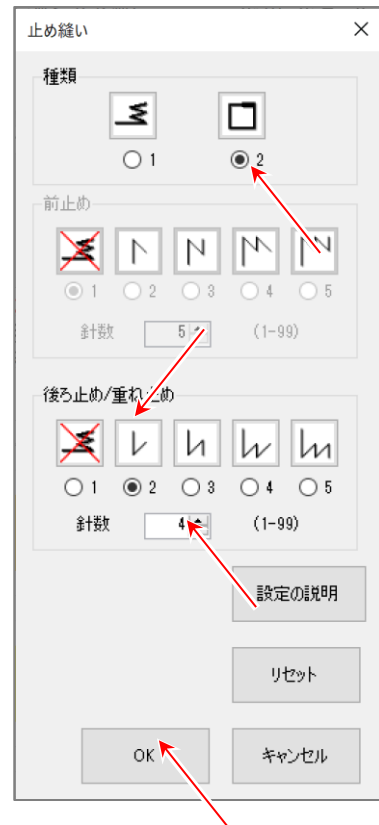 止め縫い
種類
1 2
前止め
1 2 3 4 5
針数 5 (1-99)
後ろ止め/重ね止め
1 2 3 4 5
針数 4 (1-99)
設定の説明
リセット
OK キャンセル